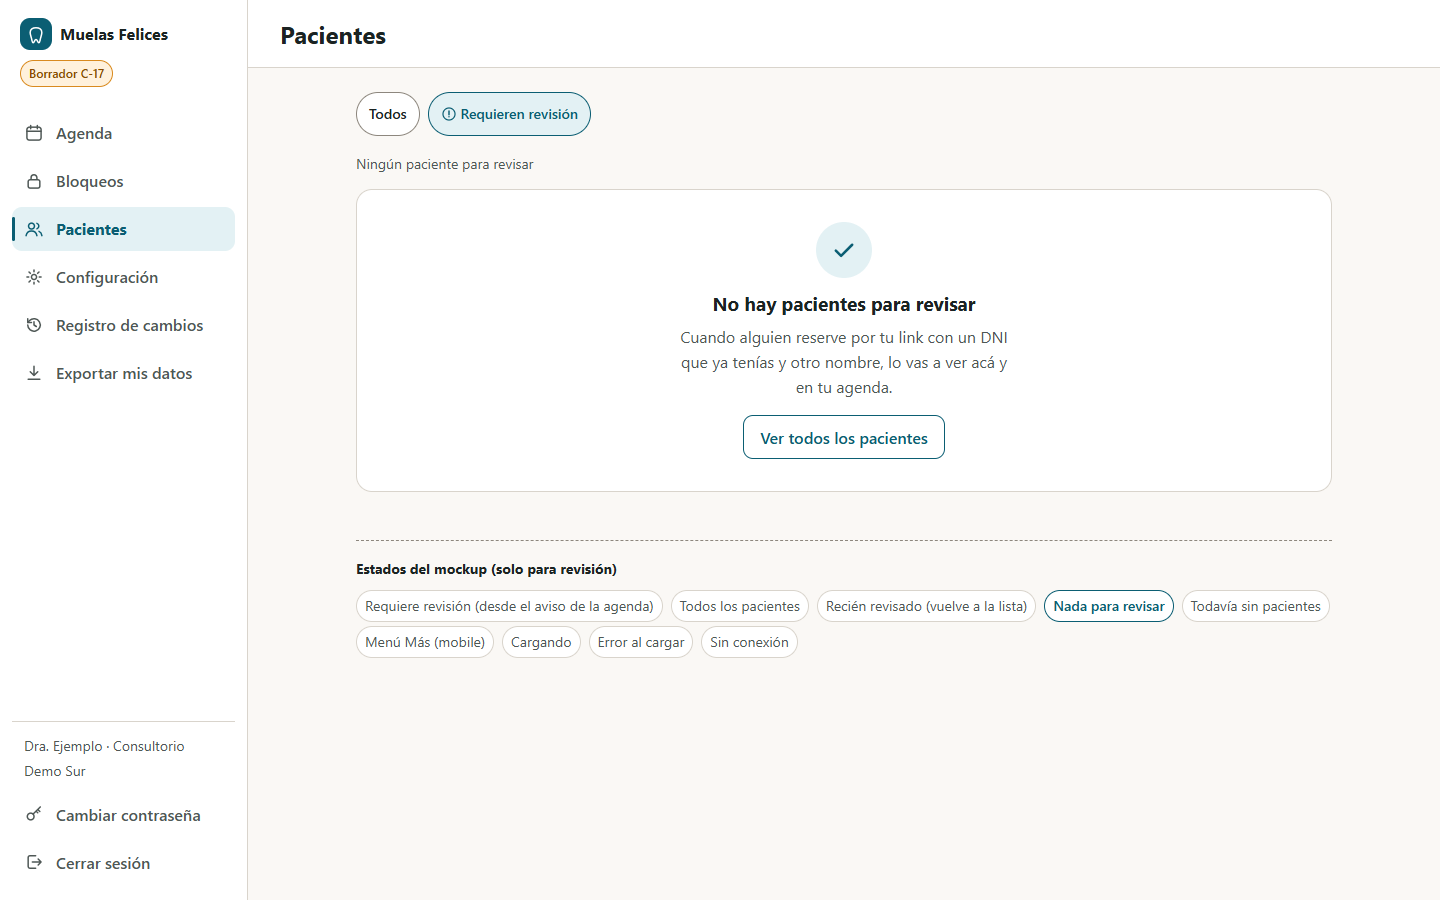 Muelas Felices
Borrador C-17
Agenda
Bloqueos
Pacientes
Configuración
Registro de cambios
Exportar mis datos
Dra. Ejemplo · Consultorio
Demo Sur
Cambiar contraseña
Cerrar sesión
Pacientes
Todos
Requieren revisión
Ningún paciente para revisar
No hay pacientes para revisar
Cuando alguien reserve por tu link con un DNI
que ya tenías y otro nombre, lo vas a ver acá y
en tu agenda.
Ver todos los pacientes
Estados del mockup (solo para revisión)
Requiere revisión (desde el aviso de la agenda)
Todos los pacientes
Recién revisado (vuelve a la lista)
Nada para revisar
Todavía sin pacientes
Menú Más (mobile)
Cargando
Error al cargar
Sin conexión